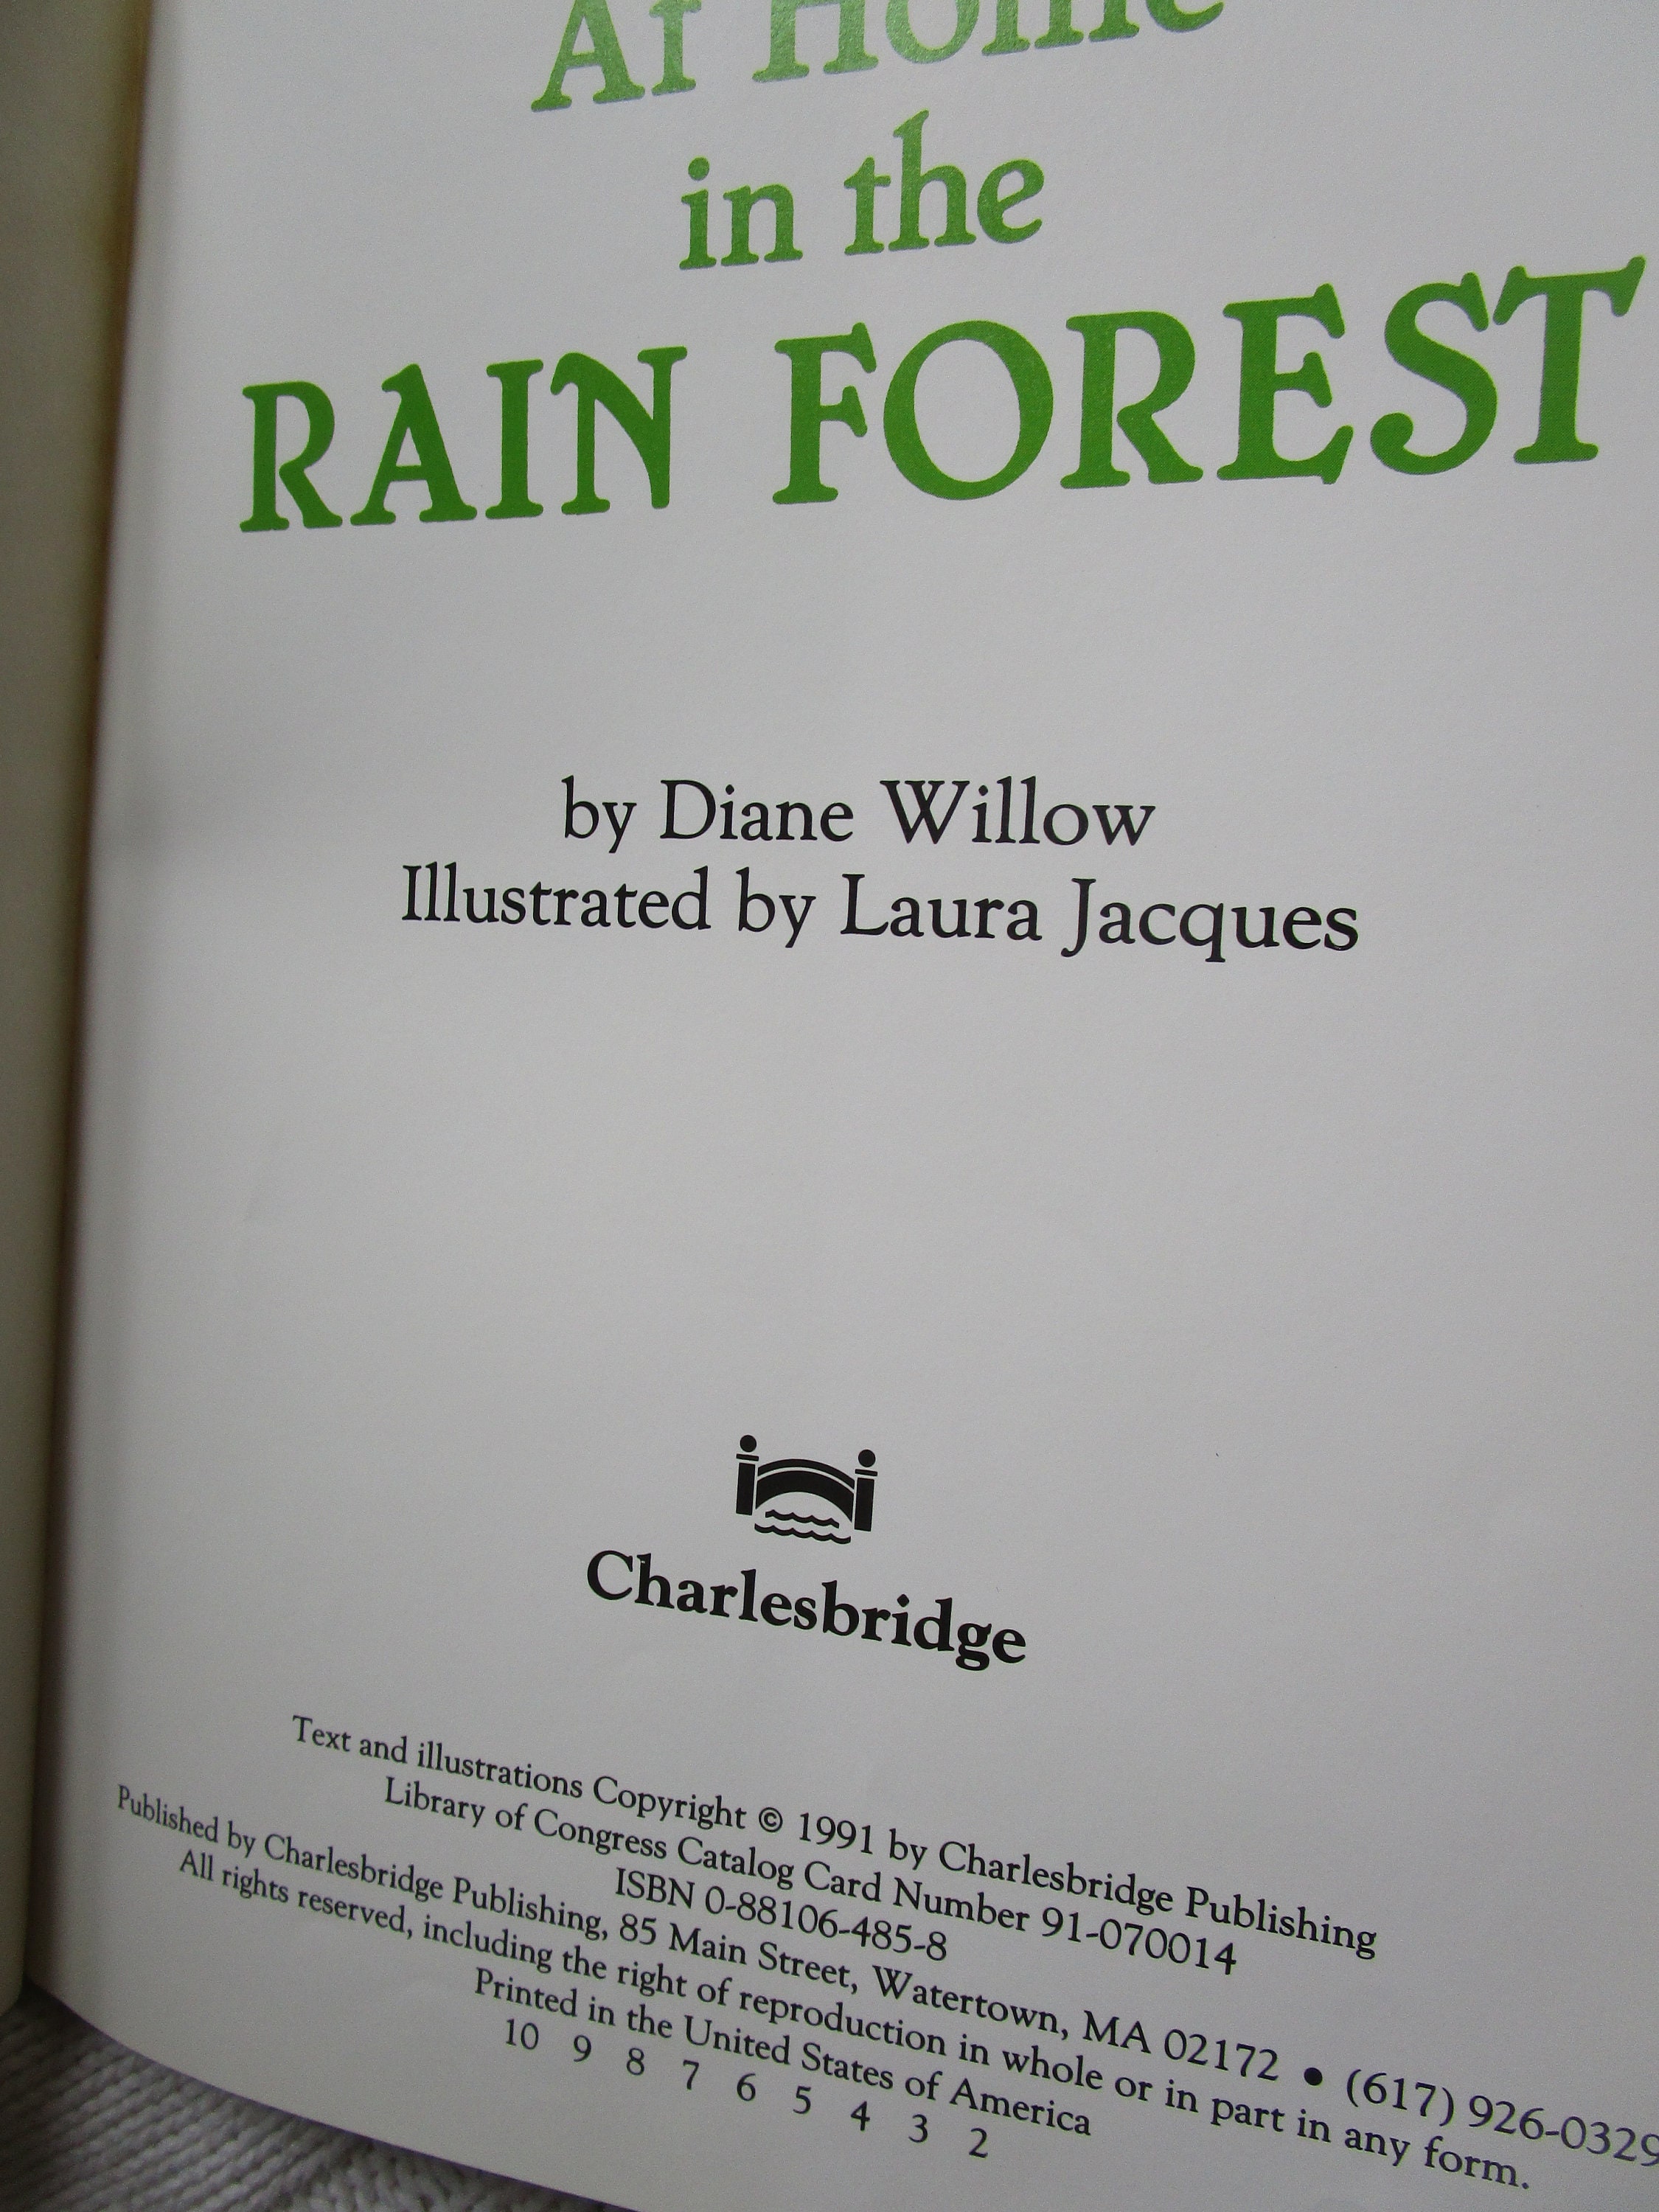 At Home
in the
RAIN FOREST
by Diane Willow
Illustrated by Laura Jacques
Charlesbridge
Text and illustrations Copyright © 1991 by Charlesbridge Publishing
Library of Congress Catalog Card Number 91-070014
ISBN 0-88106-485-8
Published by Charlesbridge Publishing, 85 Main Street, Watertown, MA 02172 • (617) 926-0329
All rights reserved, including the right of reproduction in whole or in part in any form.
Printed in the United States of America
10 9 8 7 6 5 4 3 2